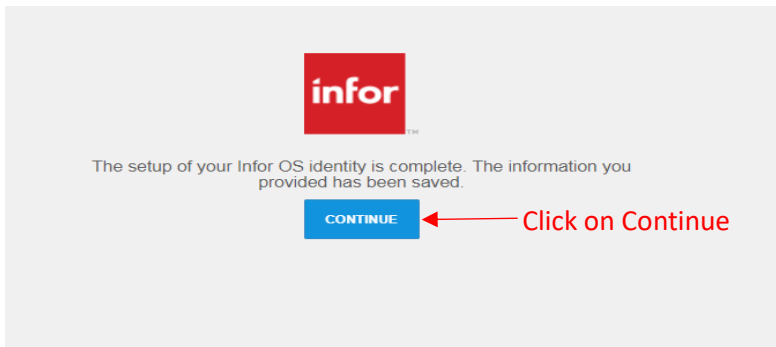 infor
TM
The setup of your Infor OS identity is complete. The information you
provided has been saved.
CONTINUE
Click on Continue